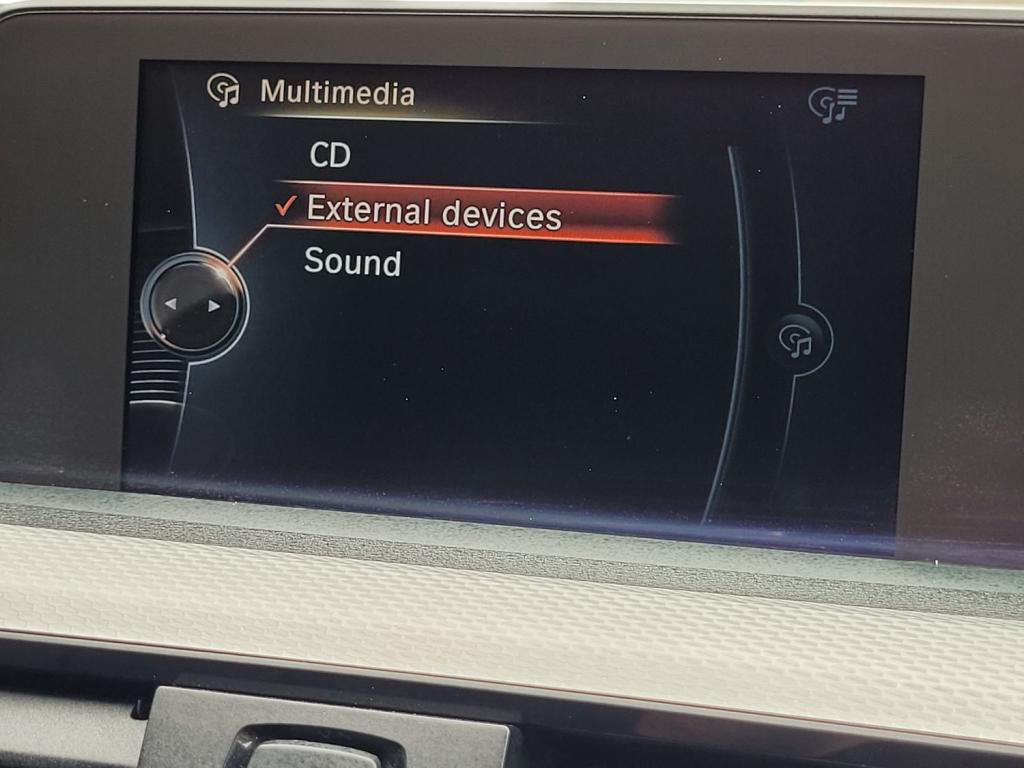 Multimedia
CD
External devices
Sound